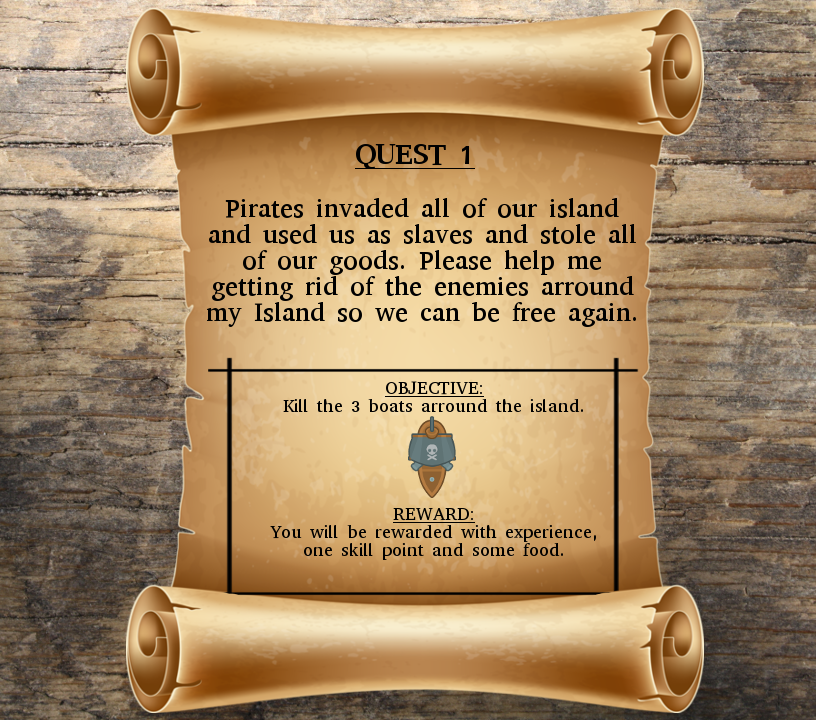 QUEST 1
Pirates invaded all of our island
and used us as slaves and stole all
of our goods. Please help me
getting rid of the enemies arround
my Island so we can be free again.
OBJECTIVE:
Kill the 3 boats arround the island.
REWARD:
You will be rewarded with experience,
one skill point and some food.